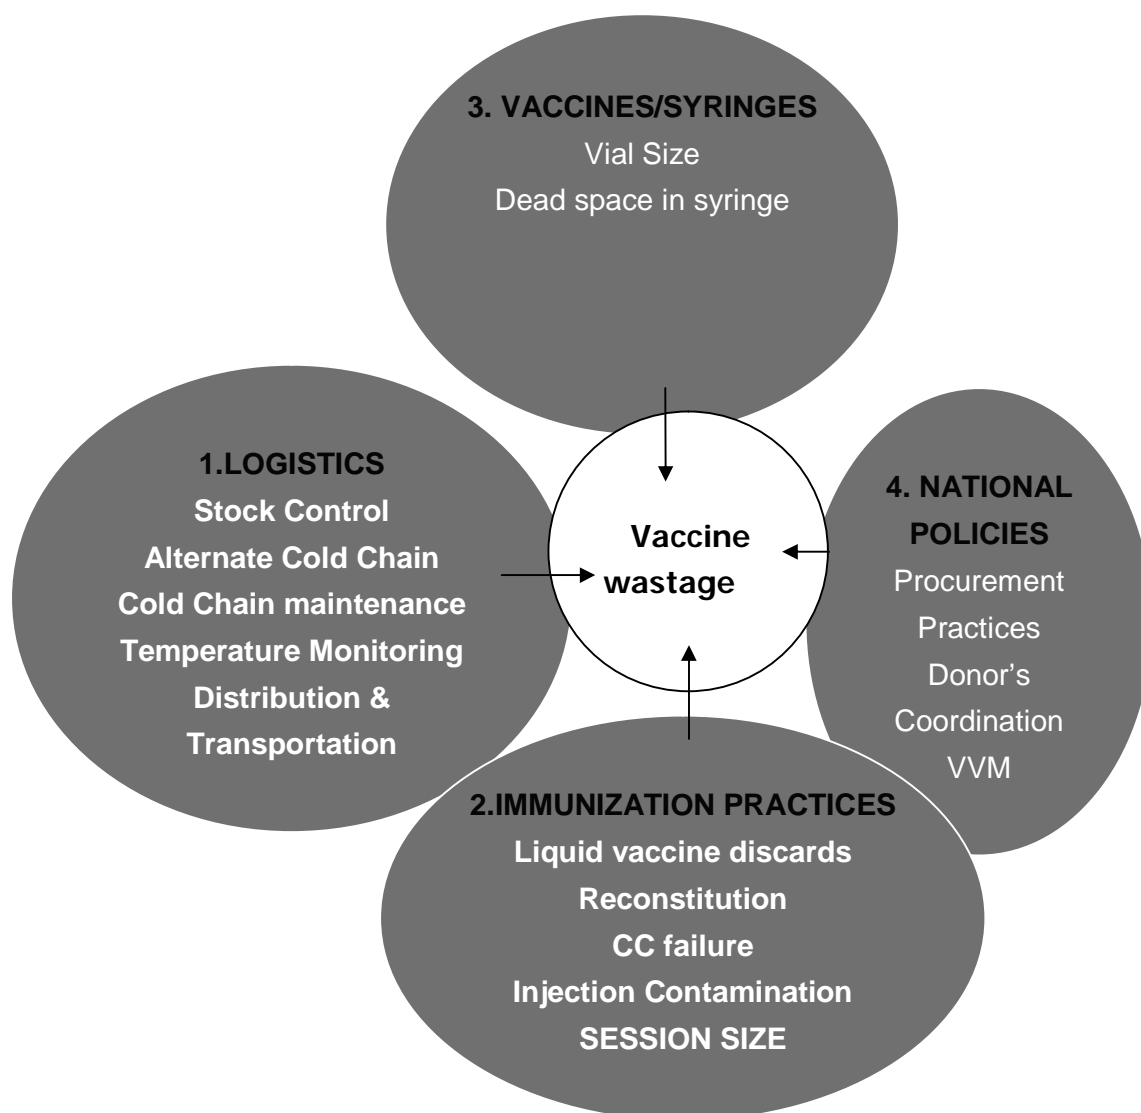 3. VACCINES/SYRINGES
Vial Size
Dead space in syringe
1.LOGISTICS
Stock Control
Alternate Cold Chain
Cold Chain maintenance
Temperature Monitoring
Distribution &
Transportation
Vaccine
wastage
4. NATIONAL
POLICIES
Procurement
Practices
Donor’s
Coordination
VVM
2.IMMUNIZATION PRACTICES
Liquid vaccine discards
Reconstitution
CC failure
Injection Contamination
SESSION SIZE